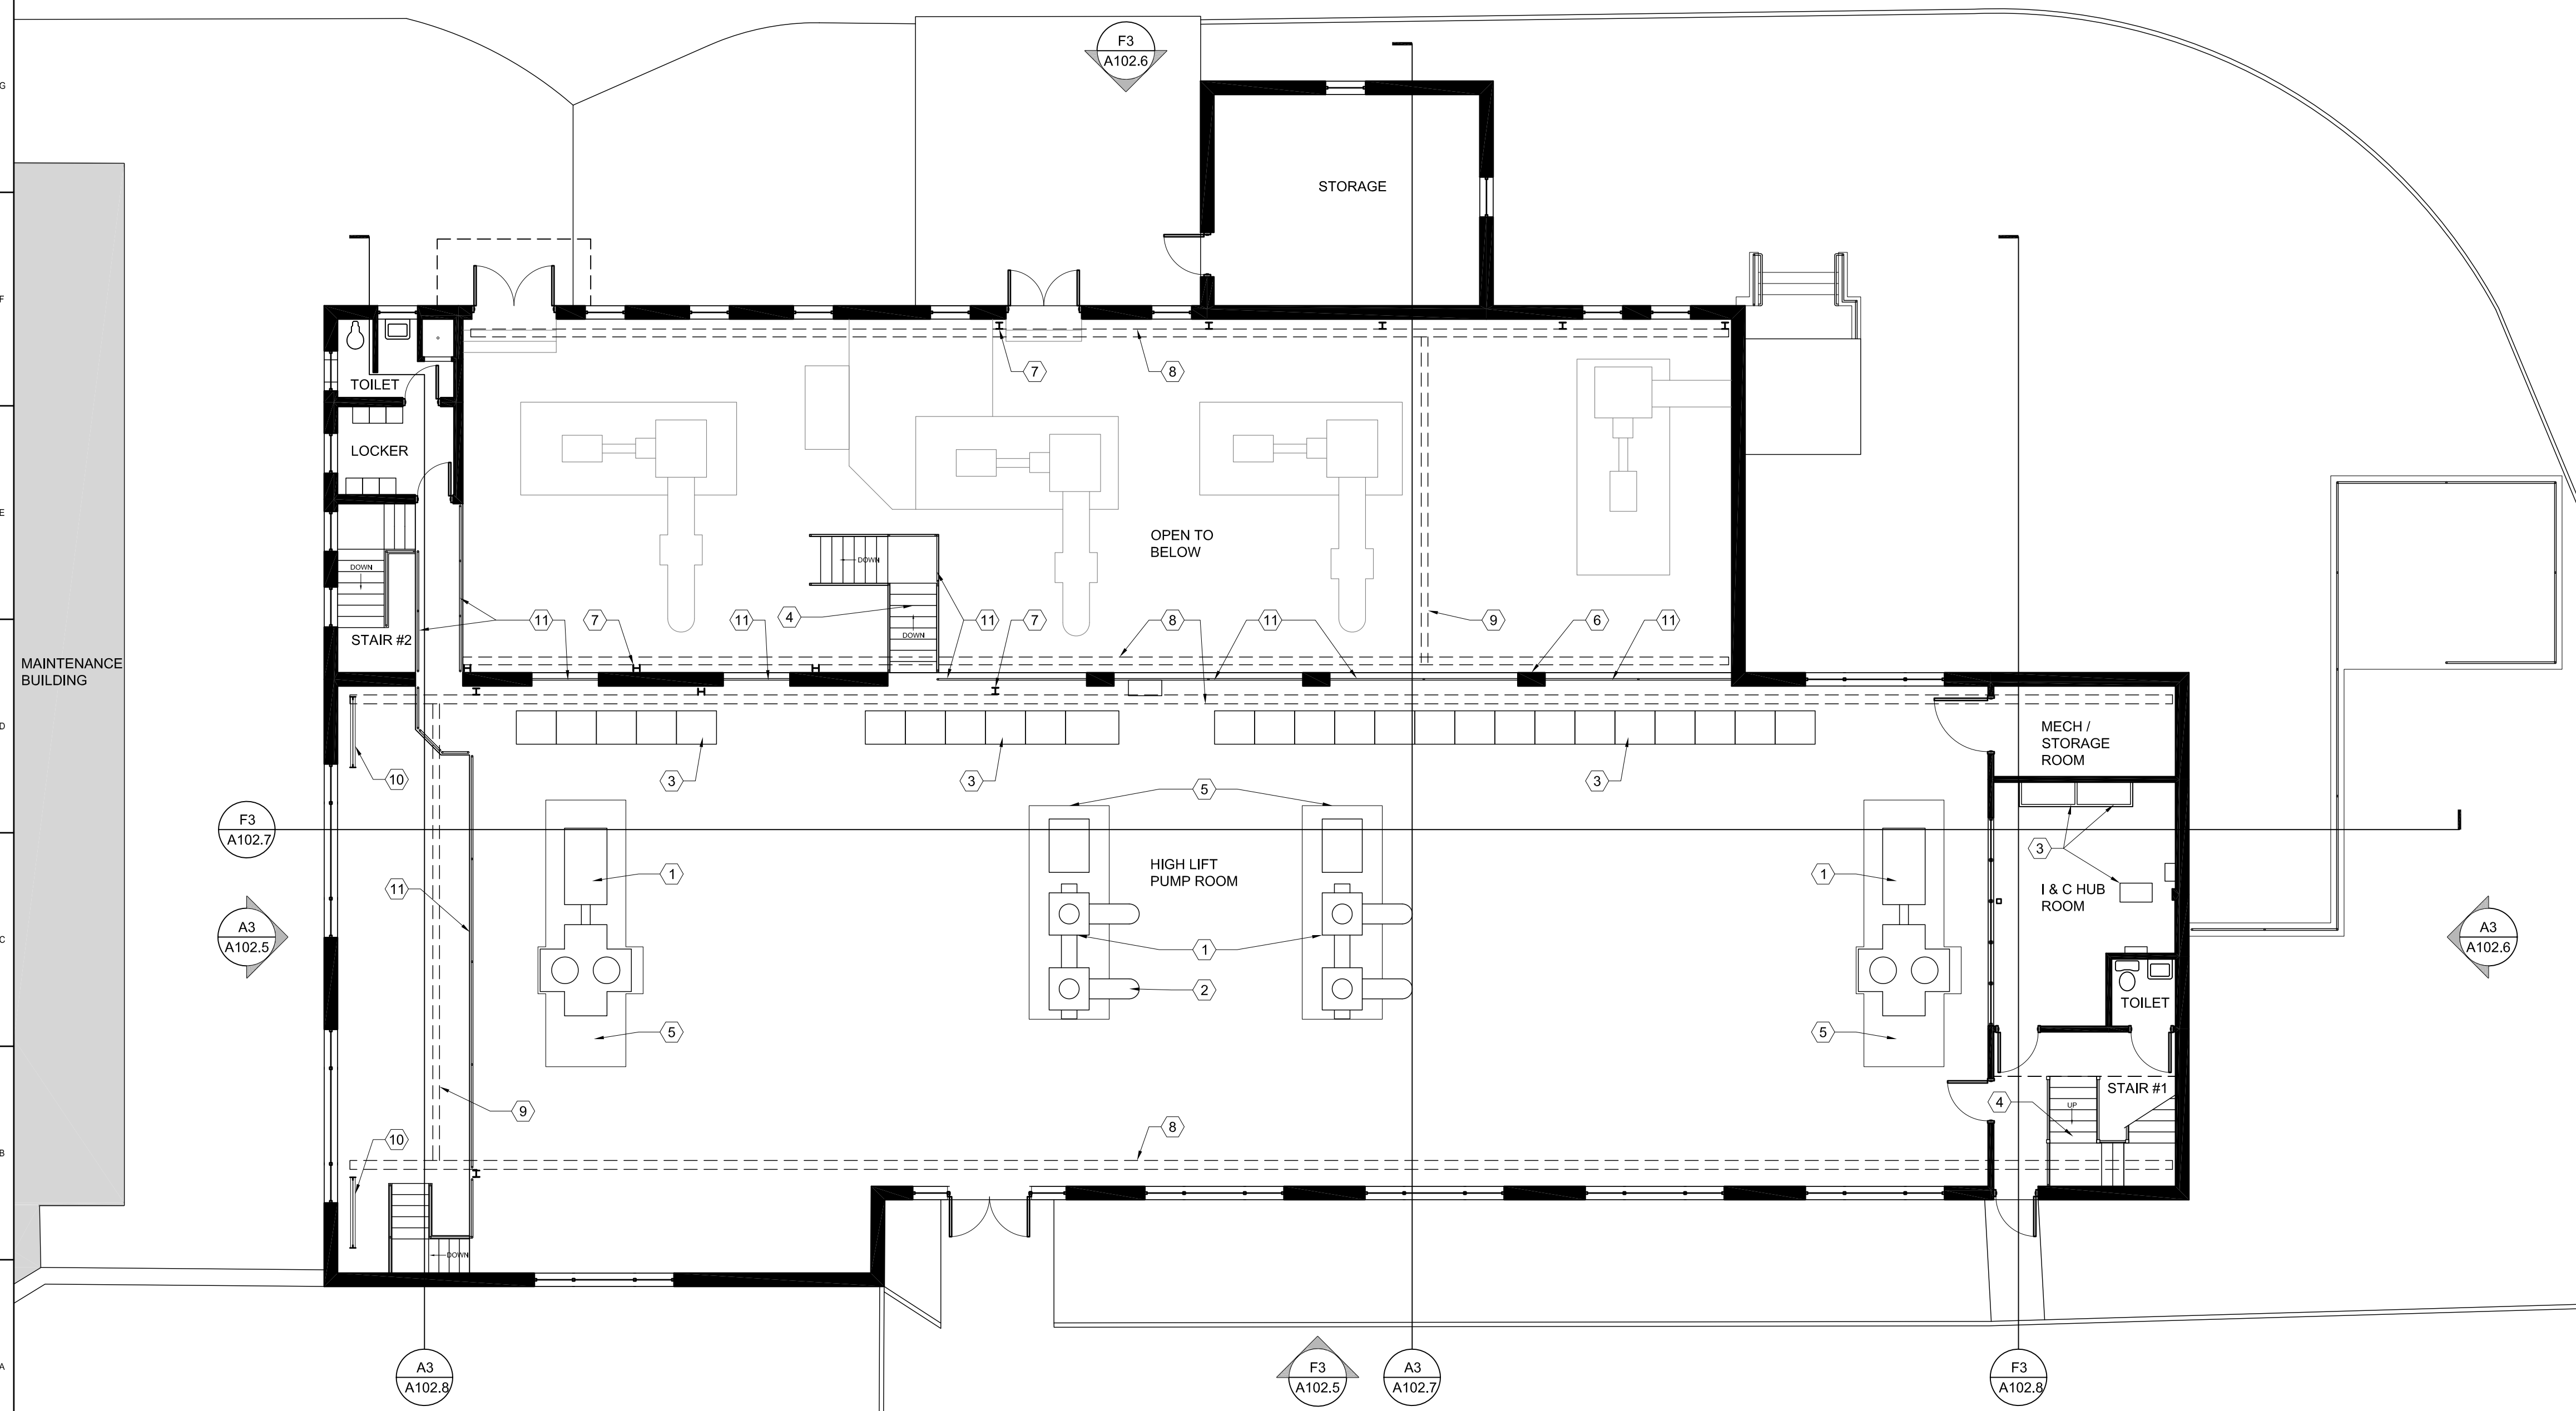 F3
A102.6
G
STORAGE
F
7
8
TOILET
LOCKER
E
OPEN TO
BELOW
DOWN
DOWN
DOWN
11
7
11
4
11
7
8
11
9
6
11
STAIR #2
MAINTENANCE
BUILDING
D
MECH /
STORAGE
ROOM
10
3
3
3
5
F3
A102.7
3
HIGH LIFT
PUMP ROOM
1
1
11
I & C HUB
ROOM
A3
A102.5
C
1
A3
A102.6
2
TOILET
5
5
STAIR #1
4
UP
9
8
10
B
DOWN
A
A3
A102.8
F3
A102.5
A3
A102.7
F3
A102.8